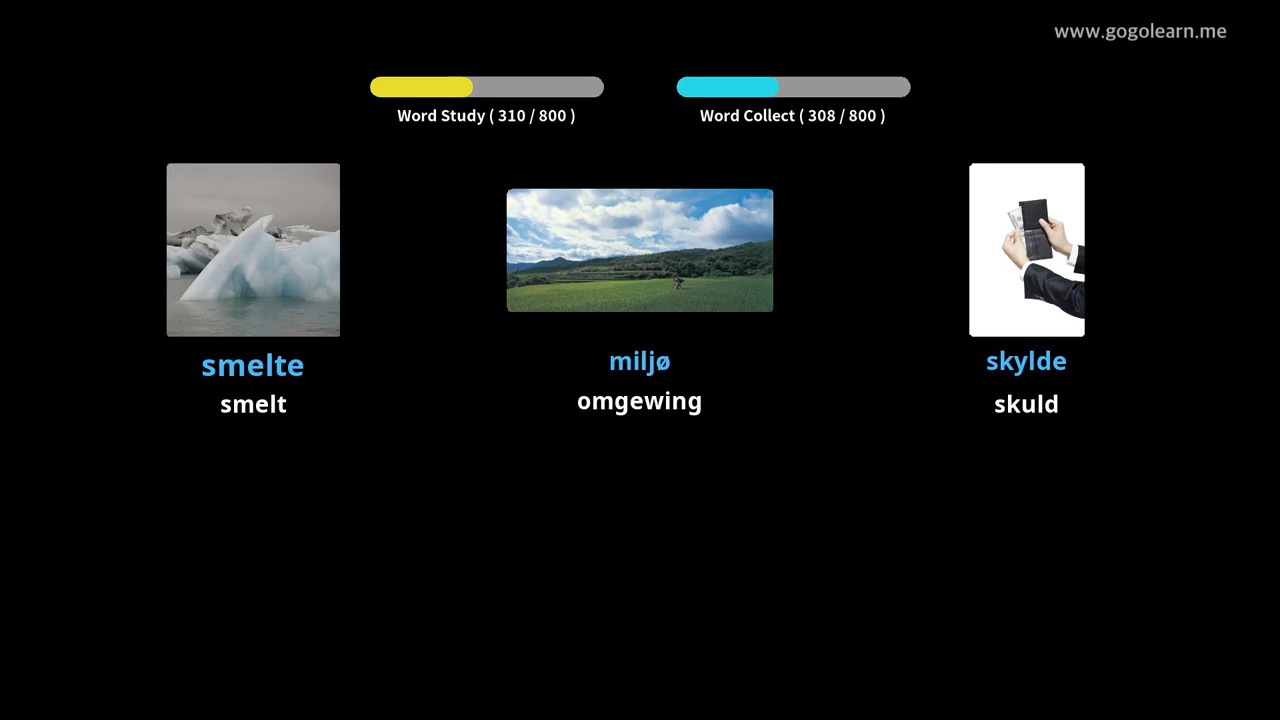 www.gogolearn.me
Word Study ( 310 / 800 )
Word Collect ( 308 / 800 )
smelte
smelt
miljø
omgewing
skylde
skuld